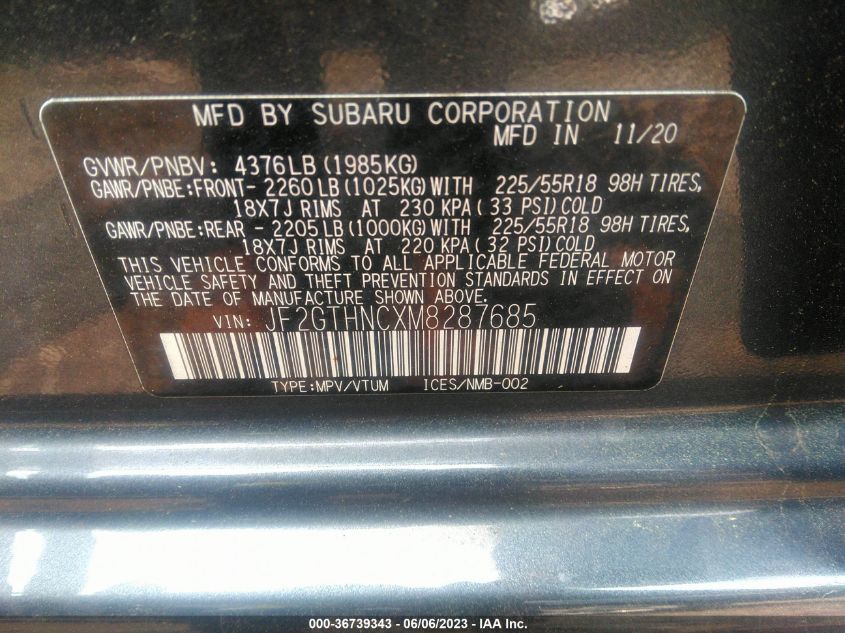 MFD BY SUBARU CORPORATION
MFD IN 11/20
GVWR/PNBV: 4376LB(1985KG)
GAWR/PNBE:FRONT- 2260LB(1025KG)WITH 225/55R18 98H TIRES,
18X7J RIMS AT 230 KPA( 33 PSI)COLD
GAWR/PNBE:REAR - 2205LB(1000KG)WITH 225/55R18 98H TIRES,
18X7J RIMS AT 220 KPA( 32 PSI)COLD
THIS VEHICLE CONFORMS TO ALL APPLICABLE FEDERAL MOTOR
VEHICLE SAFETY AND THEFT PREVENTION STANDARDS IN EFFECT ON
THE DATE OF MANUFACTURE SHOWN ABOVE.
VIN: JF2GTHNCXM8287685
TYPE:MPV/VTUM ICES/NMB-002
000-36739343 - 06/06/2023 - IAA Inc.